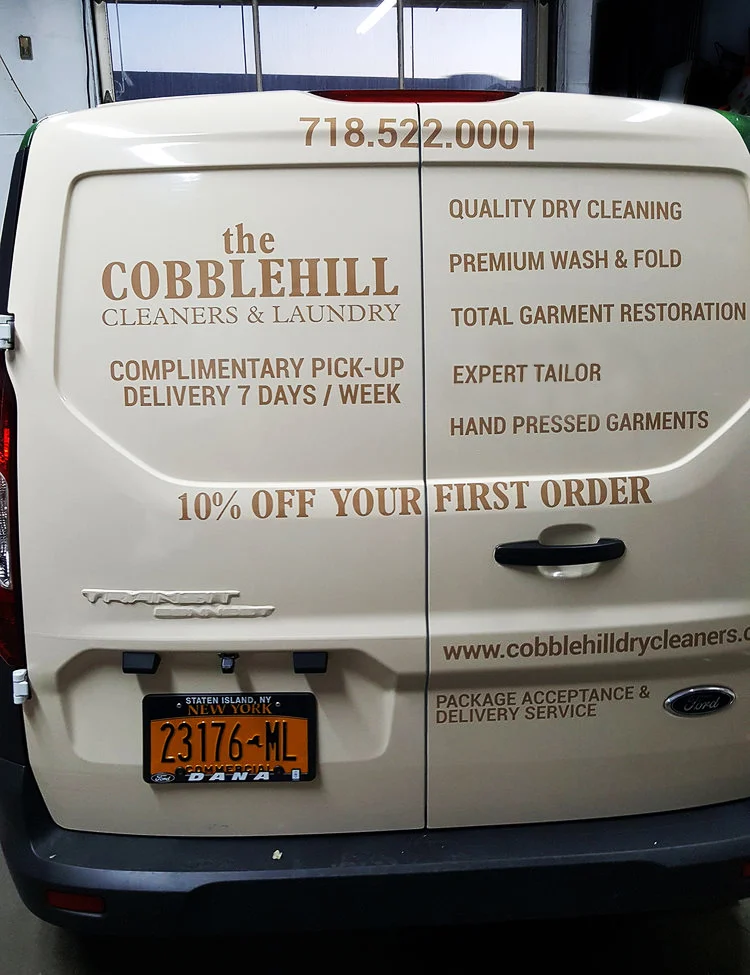 718.522.0001
the
COBBLEHILL
CLEANERS & LAUNDRY
COMPLIMENTARY PICK-UP
DELIVERY 7 DAYS / WEEK
QUALITY DRY CLEANING
PREMIUM WASH & FOLD
TOTAL GARMENT RESTORATION
EXPERT TAILOR
HAND PRESSED GARMENTS
10% OFF YOUR FIRST ORDER
TRANSIT
www.cobblehilldrycleaners.c
PACKAGE ACCEPTANCE &
DELIVERY SERVICE
Ford
STATEN ISLAND, NY
NEW YORK
23176-ML
COMMERCIAL
Ford DANA